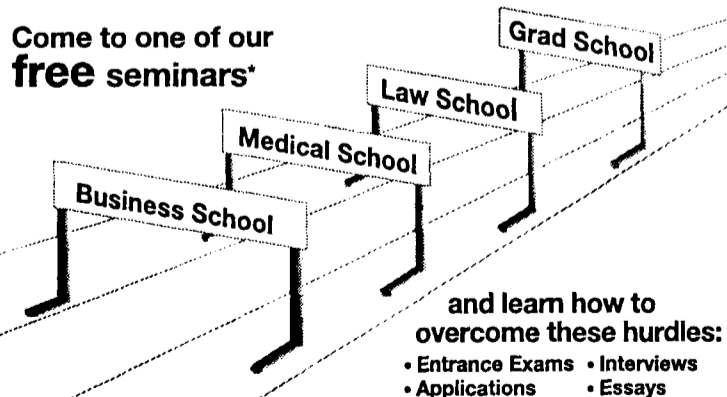 Come to one of our
free seminars*
Grad School
Law School
Medical School
Business School
and learn how to
overcome these hurdles:
• Entrance Exams • Interviews
• Applications • Essays